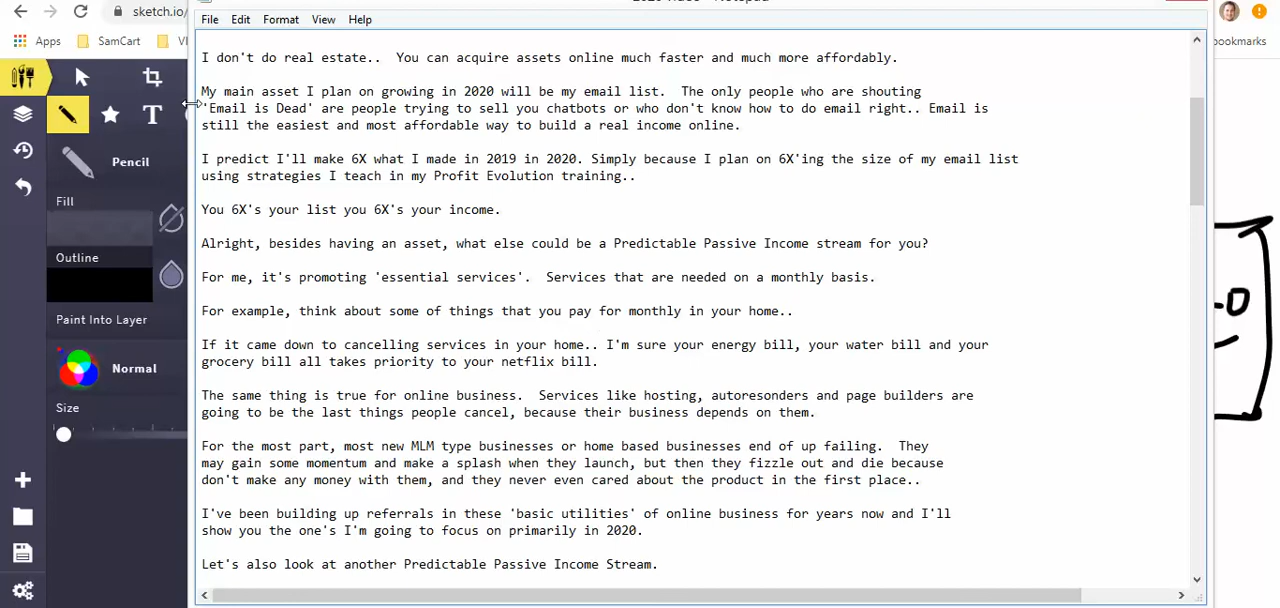 sketch.io/
File Edit Format View Help
Apps SamCart
bookmarks
Pencil
Fill
Outline
Paint Into Layer
Normal
Size
I don't do real estate.. You can acquire assets online much faster and much more affordably.
My main asset I plan on growing in 2020 will be my email list. The only people who are shouting
'Email is Dead' are people trying to sell you chatbots or who don't know how to do email right.. Email is
still the easiest and most affordable way to build a real income online.
I predict I'll make 6X what I made in 2019 in 2020. Simply because I plan on 6X'ing the size of my email list
using strategies I teach in my Profit Evolution training..
You 6X's your list you 6X's your income.
Alright, besides having an asset, what else could be a Predictable Passive Income stream for you?
For me, it's promoting 'essential services'. Services that are needed on a monthly basis.
For example, think about some of things that you pay for monthly in your home..
If it came down to cancelling services in your home.. I'm sure your energy bill, your water bill and your
grocery bill all takes priority to your netflix bill.
The same thing is true for online business. Services like hosting, autoresonders and page builders are
going to be the last things people cancel, because their business depends on them.
For the most part, most new MLM type businesses or home based businesses end of up failing. They
may gain some momentum and make a splash when they launch, but then they fizzle out and die because
don't make any money with them, and they never even cared about the product in the first place..
I've been building up referrals in these 'basic utilities' of online business for years now and I'll
show you the one's I'm going to focus on primarily in 2020.
Let's also look at another Predictable Passive Income Stream.